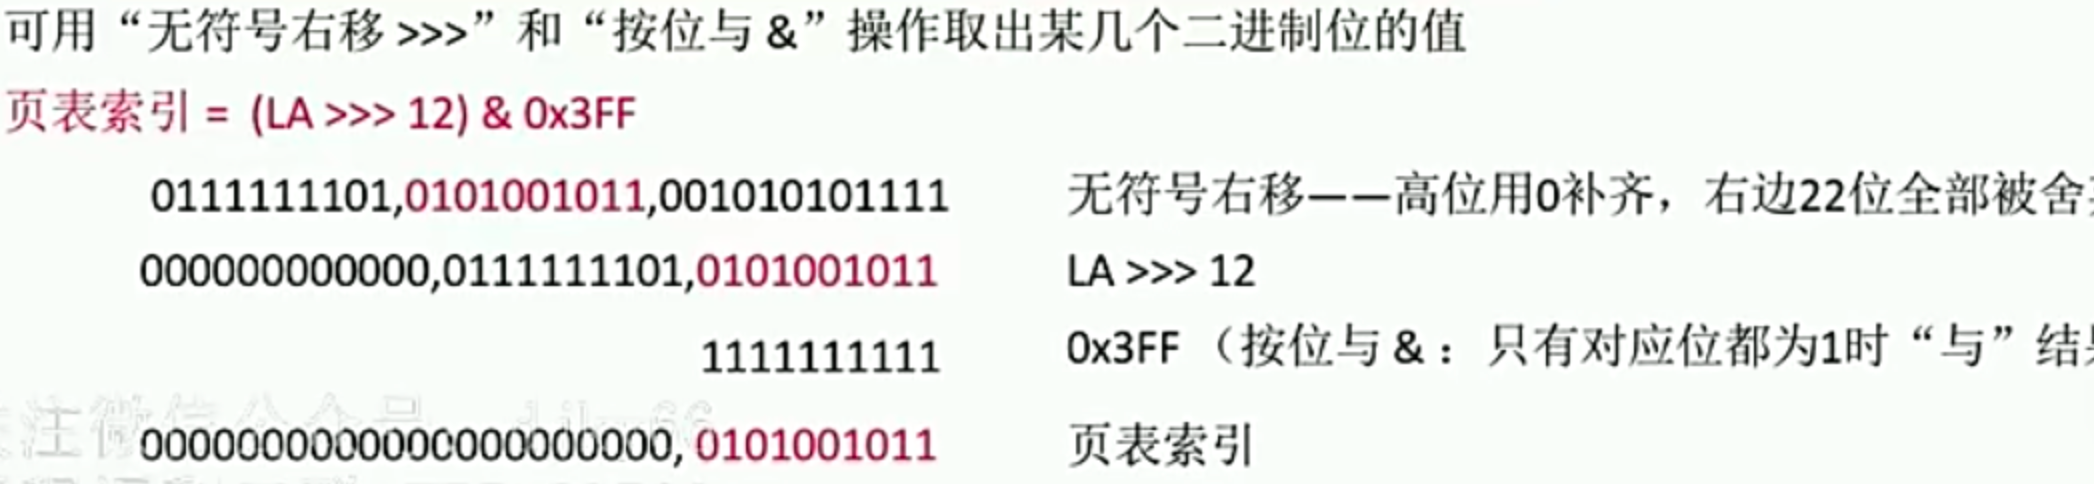 可用“无符号右移 >>>”和“按位与 &”操作取出某几个二进制位的值
页表索引 = (LA >>> 12) & 0x3FF
0111111101,0101001011,001010101111 无符号右移——高位用0补齐，右边22位全部被舍
000000000000,0111111101,0101001011 LA >>> 12
1111111111 0x3FF （按位与 & ：只有对应位都为1时“与”结
注微信公众号
0000000000000000000000, 0101001011 页表索引